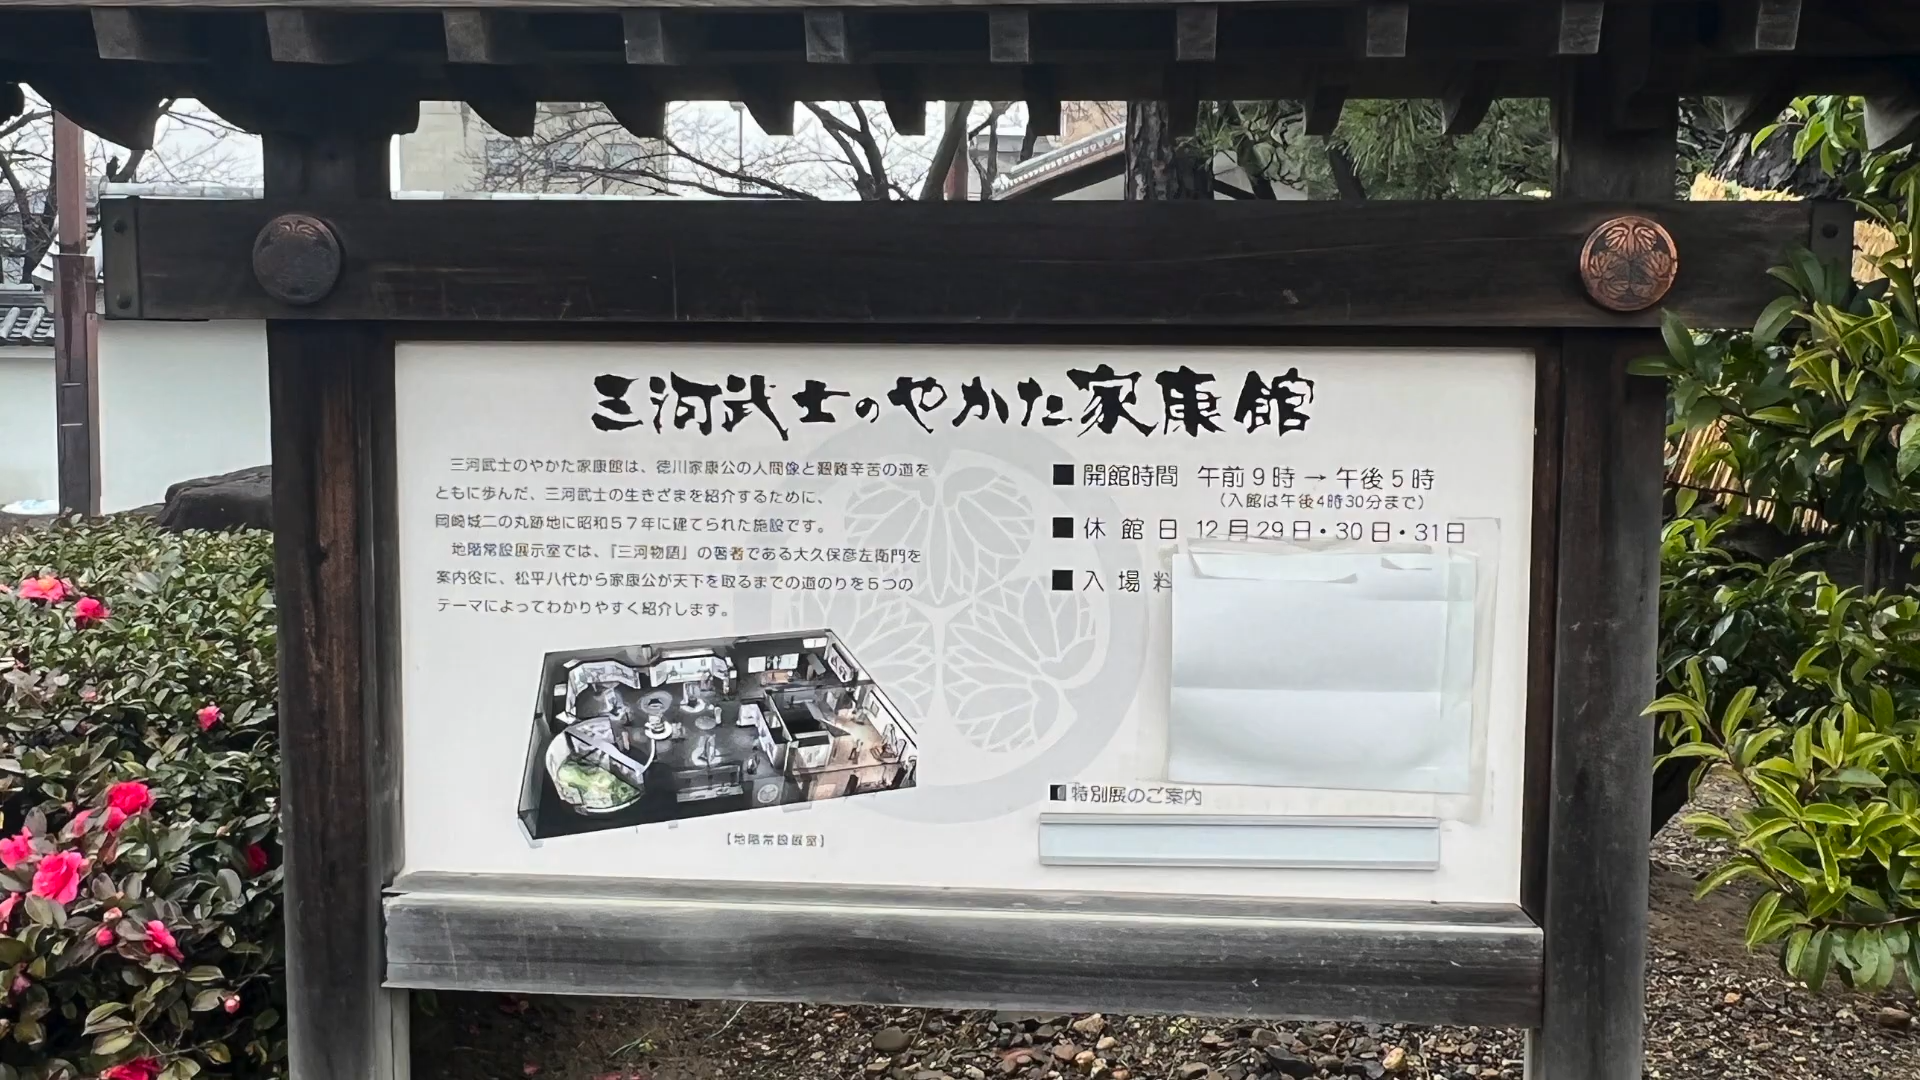 三河武士のやかた家康館
三河武士のやかた家康館は、徳川家康公の人間像と艱難辛苦の道を
ともに歩んだ、三河武士の生きざまを紹介するために、
岡崎城二の丸跡地に昭和57年に建てられた施設です。
地階常設展示室では、『三河物語』の著者である大久保彦左衛門を
案内役に、松平八代から家康公が天下を取るまでの道のりを5つの
テーマによってわかりやすく紹介します。
【地階常設展示室】
■開館時間 午前9時→午後5時
(入館は午後4時30分まで)
■休館日 12月29日・30日・31日
■入場料
■特別展のご案内